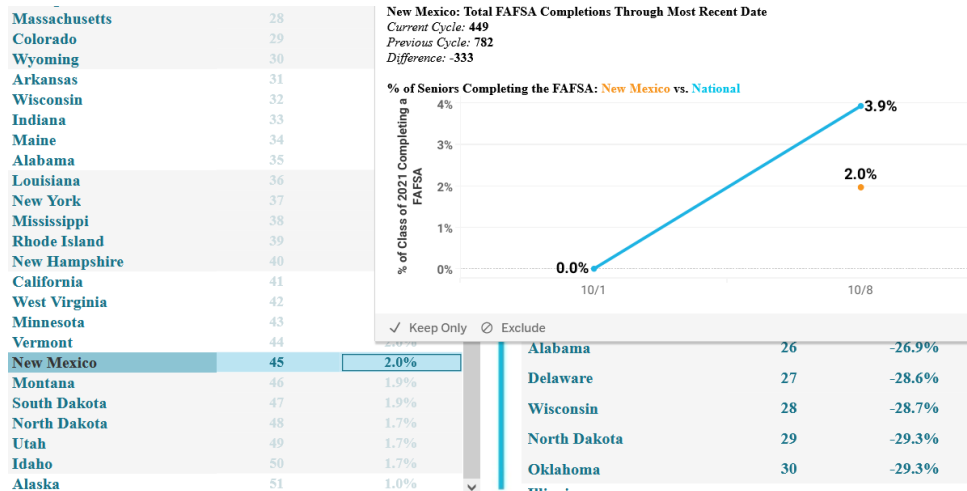 Massachusetts 28
Colorado 29
Wyoming 30
Arkansas 31
Wisconsin 32
Indiana 33
Maine 34
Alabama 35
Louisiana 36
New York 37
Mississippi 38
Rhode Island 39
New Hampshire 40
California 41
West Virginia 42
Minnesota 43
Vermont 44 2.0%
New Mexico 45 2.0%
Montana 46 1.9%
South Dakota 47 1.9%
North Dakota 48 1.7%
Utah 49 1.7%
Idaho 50 1.7%
Alaska 51 1.0%
New Mexico: Total FAFSA Completions Through Most Recent Date
Current Cycle: 449
Previous Cycle: 782
Difference: -333
% of Seniors Completing the FAFSA: New Mexico vs. National
% of Class of 2021 Completing a
FAFSA
4%
3%
2%
1%
0%
3.9%
2.0%
0.0%
10/1 10/8
Keep Only Exclude
Alabama 26 -26.9%
Delaware 27 -28.6%
Wisconsin 28 -28.7%
North Dakota 29 -29.3%
Oklahoma 30 -29.3%